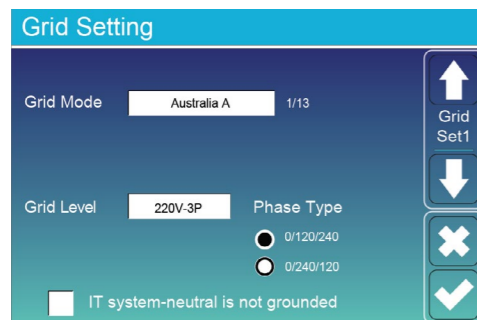 Grid Setting
Grid Mode
Australia A
1/13
Grid
Set1
Grid Level
220V-3P
Phase Type
0/120/240
0/240/120
IT system-neutral is not grounded